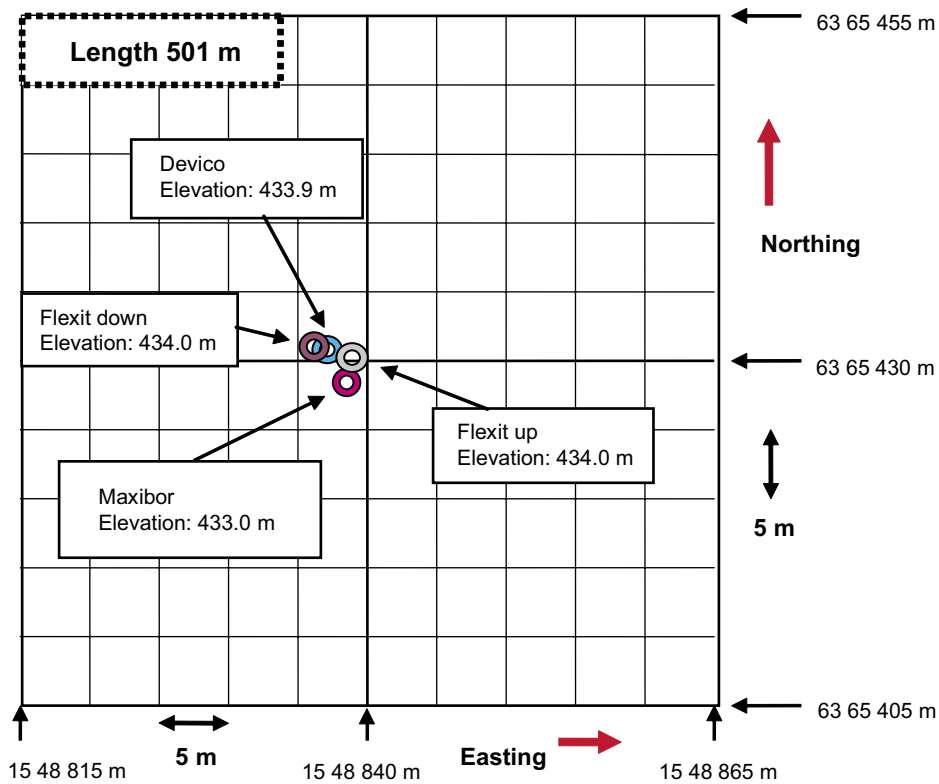 Length 501 m
63 65 455 m
Devico
Elevation: 433.9 m
Northing
Flexit down
Elevation: 434.0 m
63 65 430 m
Flexit up
Elevation: 434.0 m
Maxibor
Elevation: 433.0 m
5 m
63 65 405 m
5 m
Easting
15 48 815 m
15 48 840 m
15 48 865 m